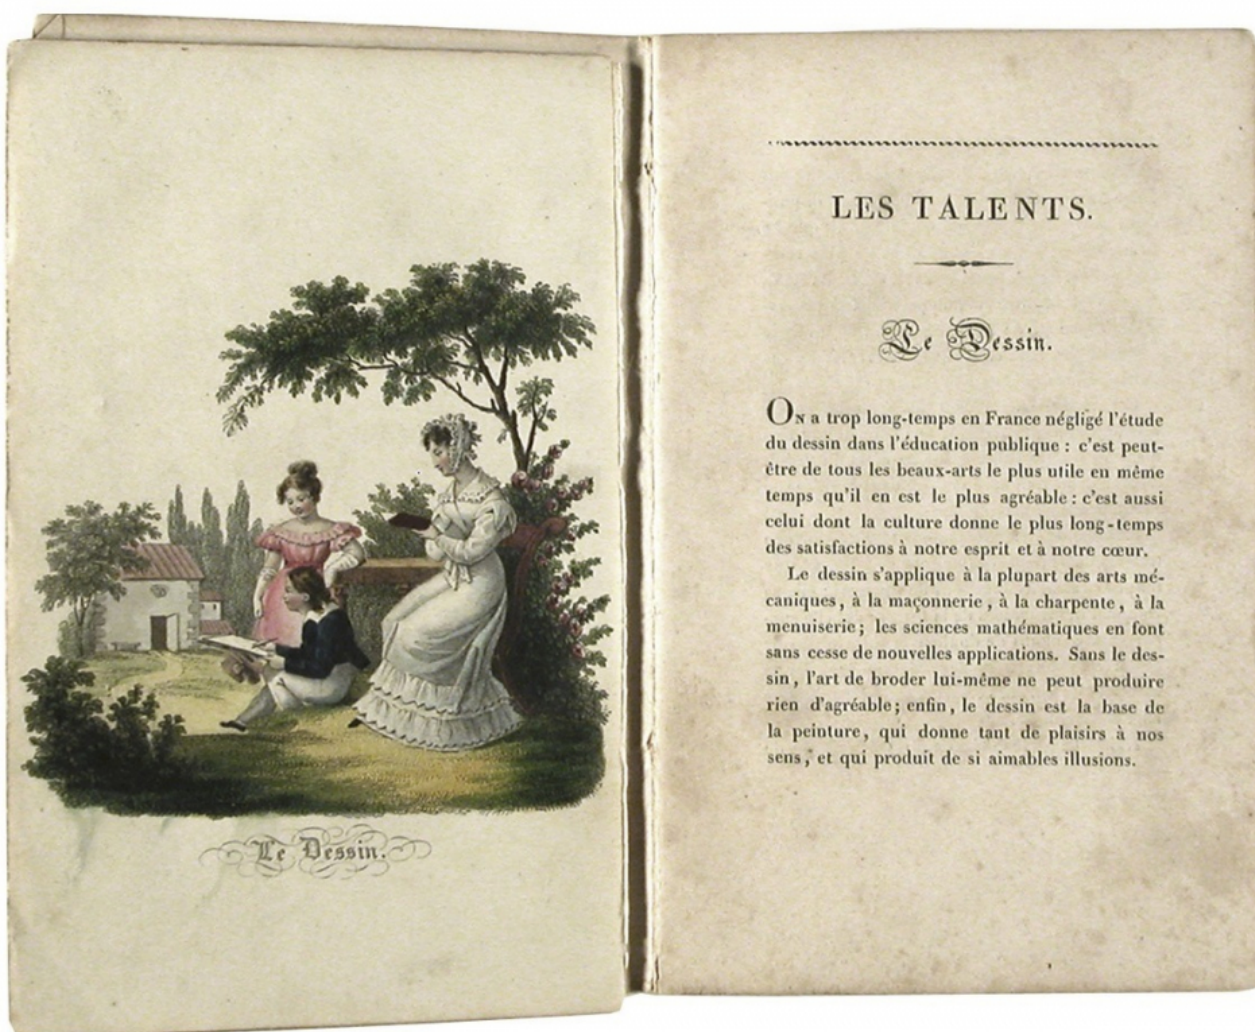 Le Dessin.
LES TALENTS.
Le Dessin.
ON a trop long-temps en France négligé l'étude
du dessin dans l'éducation publique : c'est peut-
être de tous les beaux-arts le plus utile en même
temps qu'il en est le plus agréable : c'est aussi
celui dont la culture donne le plus long-temps
des satisfactions à notre esprit et à notre cœur.
Le dessin s'applique à la plupart des arts mé-
caniques, à la maçonnerie, à la charpente, à la
menuiserie; les sciences mathématiques en font
sans cesse de nouvelles applications. Sans le des-
sin, l'art de broder lui-même ne peut produire
rien d'agréable; enfin, le dessin est la base de
la peinture, qui donne tant de plaisirs à nos
sens, et qui produit de si aimables illusions.